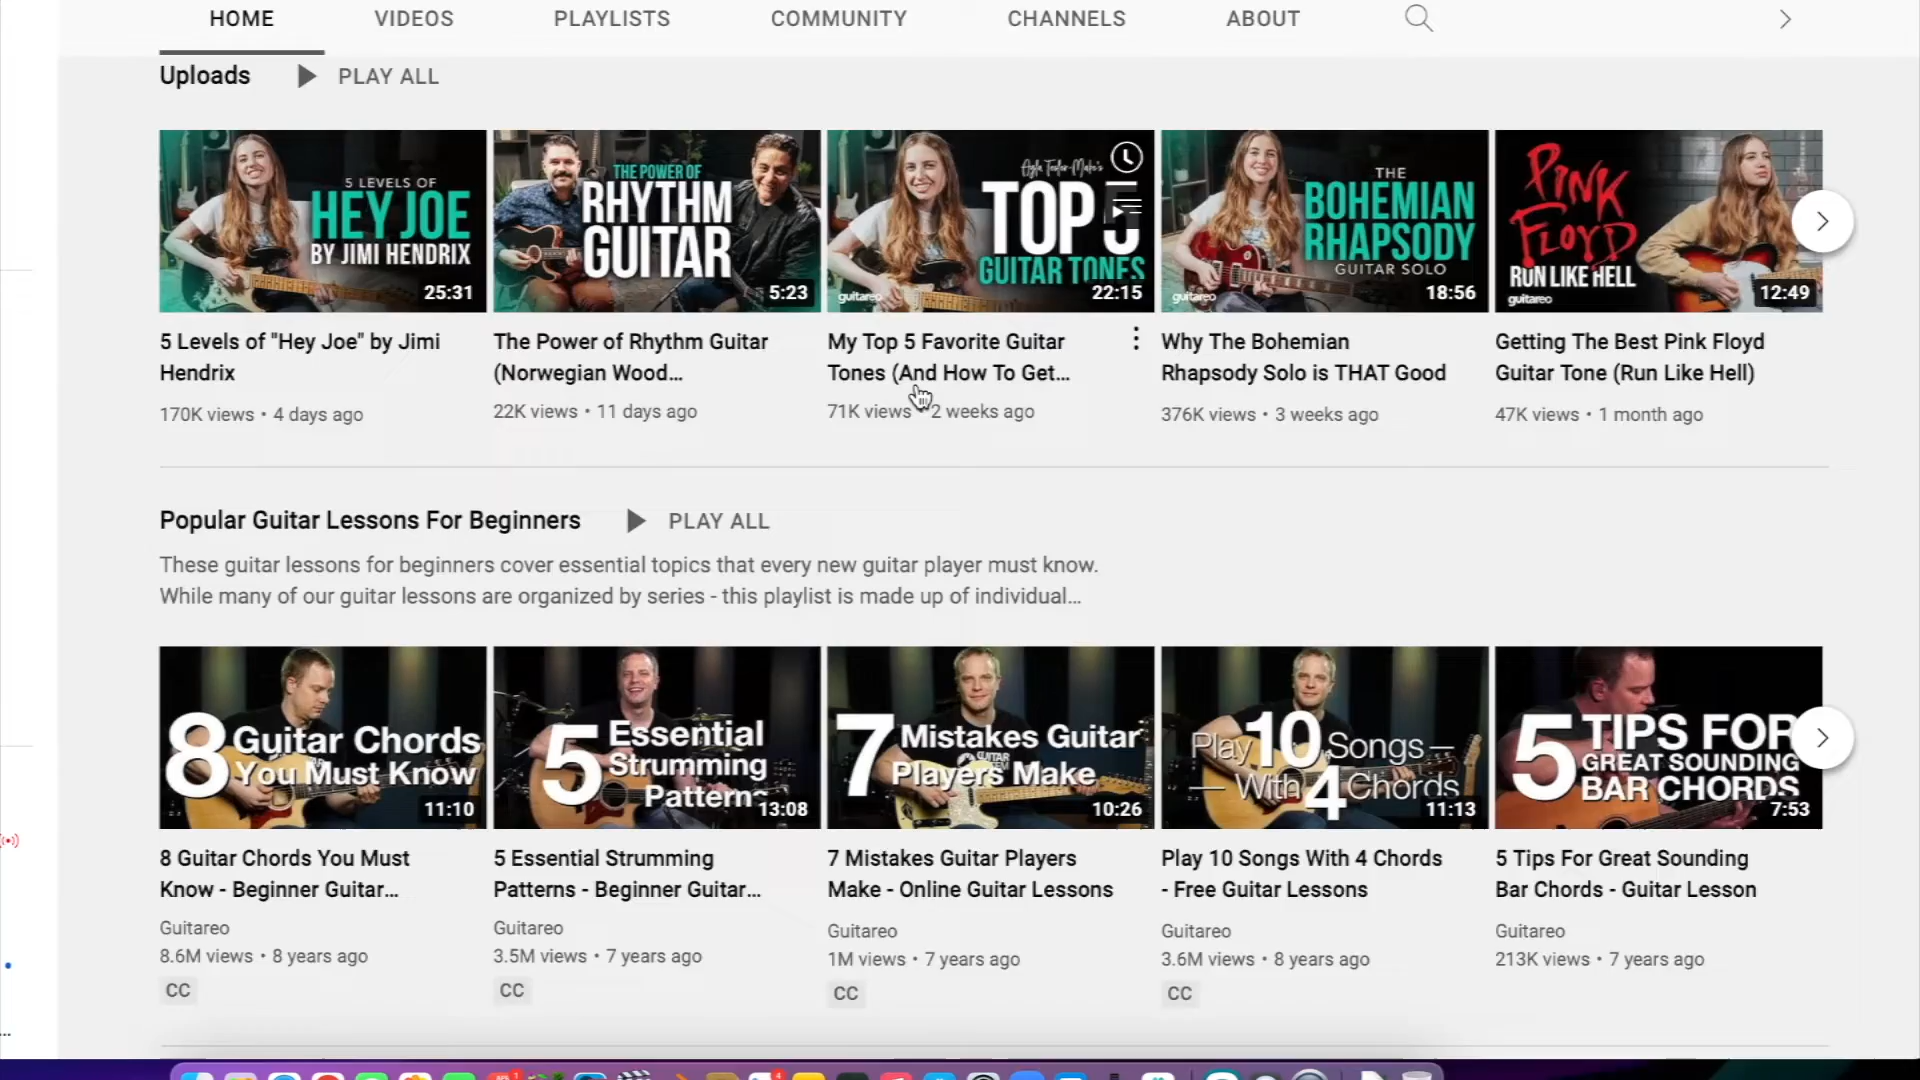 HOME
VIDEOS
PLAYLISTS
COMMUNITY
CHANNELS
ABOUT
Uploads
PLAY ALL
5 LEVELS OF
HEY JOE
BY JIMI HENDRIX
25:31
THE POWER OF
RHYTHM
GUITAR
5:23
TOP 5
GUITAR TONES
guitareo
22:15
THE
BOHEMIAN
RHAPSODY
GUITAR SOLO
guitareo
18:56
PINK
FLOYD
RUN LIKE HELL
guitareo
12:49
5 Levels of "Hey Joe" by Jimi
Hendrix
170K views • 4 days ago
The Power of Rhythm Guitar
(Norwegian Wood...
22K views • 11 days ago
My Top 5 Favorite Guitar
Tones (And How To Get...
71K views • 2 weeks ago
Why The Bohemian
Rhapsody Solo is THAT Good
376K views • 3 weeks ago
Getting The Best Pink Floyd
Guitar Tone (Run Like Hell)
47K views • 1 month ago
Popular Guitar Lessons For Beginners
PLAY ALL
These guitar lessons for beginners cover essential topics that every new guitar player must know.
While many of our guitar lessons are organized by series - this playlist is made up of individual...
8 Guitar Chords
You Must Know
11:10
5 Essential
Strumming
Patterns
13:08
7 Mistakes Guitar
Players Make
10:26
Play 10 Songs
With 4 Chords
11:13
5 TIPS FOR
GREAT SOUNDING
BAR CHORDS
7:53
8 Guitar Chords You Must
Know - Beginner Guitar...
Guitareo
8.6M views • 8 years ago
CC
5 Essential Strumming
Patterns - Beginner Guitar...
Guitareo
3.5M views • 7 years ago
CC
7 Mistakes Guitar Players
Make - Online Guitar Lessons
Guitareo
1M views • 7 years ago
CC
Play 10 Songs With 4 Chords
- Free Guitar Lessons
Guitareo
3.6M views • 8 years ago
CC
5 Tips For Great Sounding
Bar Chords - Guitar Lesson
Guitareo
213K views • 7 years ago